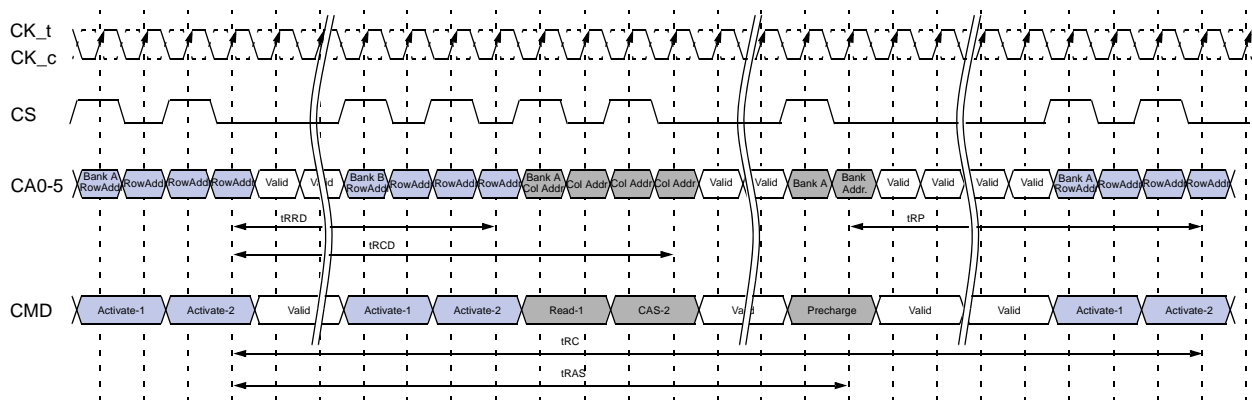 CK_t
CK_c
CS
CA0-5
Bank A
RowAddr
RowAddr
RowAddr
RowAddr
Valid
Valid
Bank B
RowAddr
RowAddr
RowAddr
RowAddr
Bank A
Col Addr
Col Addr
Col Addr
Col Addr
Valid
Valid
Bank A
Bank
Addr.
Valid
Valid
Valid
Valid
Bank A
RowAddr
RowAddr
RowAddr
RowAddr
tRRD
tRP
tRCD
CMD
Activate-1
Activate-2
Valid
Activate-1
Activate-2
Read-1
CAS-2
Valid
Precharge
Valid
Valid
Activate-1
Activate-2
tRC
tRAS